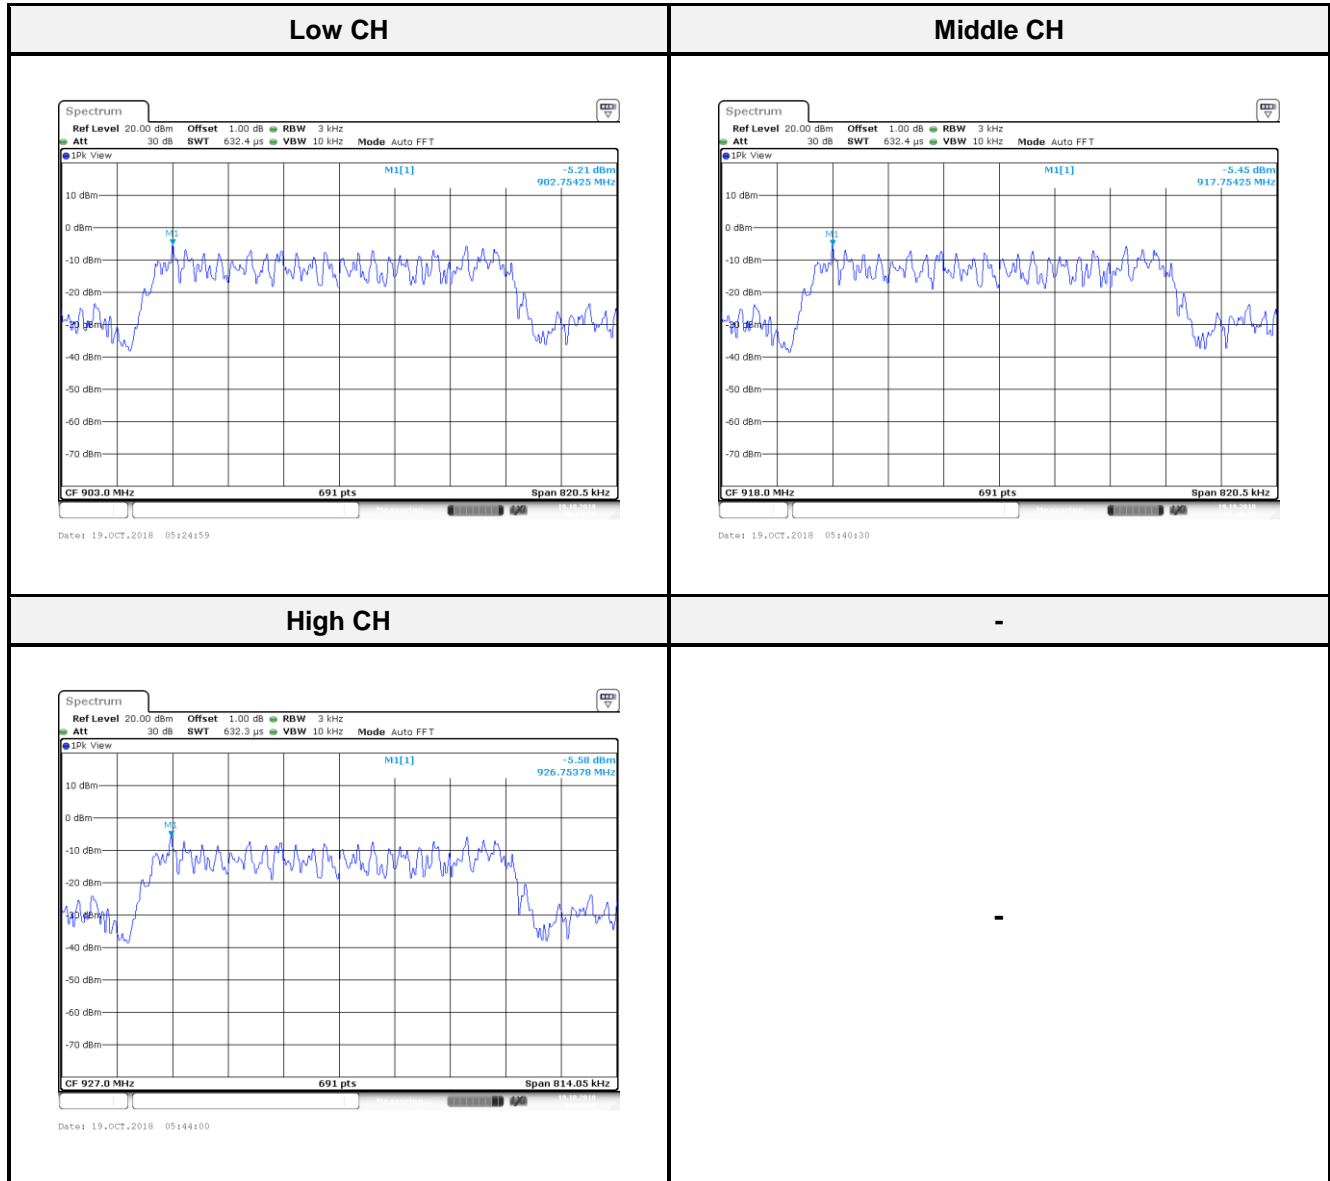 Low CH
Middle CH
Spectrum
Ref Level 20.00 dBm Offset 1.00 dB RBW 3 kHz
Att 30 dB SWT 632.4 µs VBW 10 kHz Mode Auto FFT
1Pk View
M1[1] -5.21 dBm
902.75425 MHz
10 dBm
0 dBm
M1
-10 dBm
-20 dBm
-30 dBm
-40 dBm
-50 dBm
-60 dBm
-70 dBm
CF 903.0 MHz 691 pts Span 820.5 kHz
Date: 19.OCT.2018 05:24:59
Spectrum
Ref Level 20.00 dBm Offset 1.00 dB RBW 3 kHz
Att 30 dB SWT 632.4 µs VBW 10 kHz Mode Auto FFT
1Pk View
M1[1] -5.45 dBm
917.75425 MHz
10 dBm
0 dBm
M1
-10 dBm
-20 dBm
-30 dBm
-40 dBm
-50 dBm
-60 dBm
-70 dBm
CF 918.0 MHz 691 pts Span 820.5 kHz
Date: 19.OCT.2018 05:40:30
High CH
-
Spectrum
Ref Level 20.00 dBm Offset 1.00 dB RBW 3 kHz
Att 30 dB SWT 632.3 µs VBW 10 kHz Mode Auto FFT
1Pk View
M1[1] -5.58 dBm
926.75378 MHz
10 dBm
0 dBm
M1
-10 dBm
-20 dBm
-30 dBm
-40 dBm
-50 dBm
-60 dBm
-70 dBm
CF 927.0 MHz 691 pts Span 814.05 kHz
Date: 19.OCT.2018 05:44:00
-